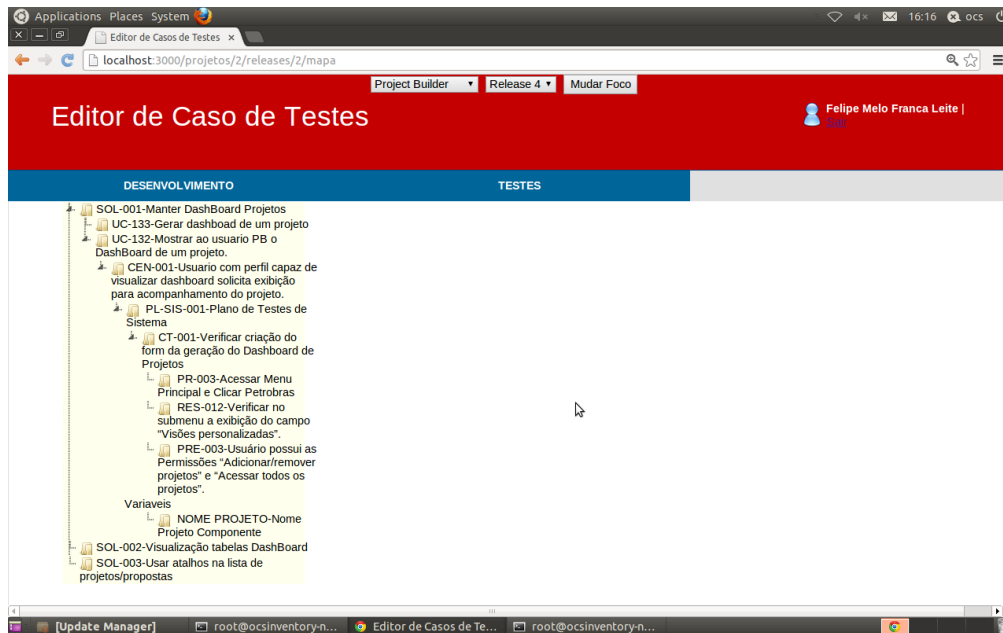 Applications Places System
16:16 ocs
Editor de Casos de Testes x
localhost:3000/projetos/2/releases/2/mapa
Project Builder Release 4 Mudar Foco
Editor de Caso de Testes
Felipe Melo Franca Leite |
DESENVOLVIMENTO TESTES
SOL-001-Manter DashBoard Projetos
UC-133-Gerar dashboad de um projeto
UC-132-Mostrar ao usuario PB o
DashBoard de um projeto.
CEN-001-Usuario com perfil capaz de
visualizar dashboard solicita exibição
para acompanhamento do projeto.
PL-SIS-001-Plano de Testes de
Sistema
CT-001-Verificar criação do
form da geração do Dashboard de
Projetos
PR-003-Acessar Menu
Principal e Clicar Petrobras
RES-012-Verificar no
submenu a exibição do campo
“Visões personalizadas”.
PRE-003-Usuário possui as
Permissões “Adicionar/remover
projetos” e “Acessar todos os
projetos”.
Variaveis
NOME PROJETO-Nome
Projeto Componente
SOL-002-Visualização tabelas DashBoard
SOL-003-Usar atalhos na lista de
projetos/propostas
[Update Manager] root@ocsinventory-n... Editor de Casos de Te... root@ocsinventory-n...